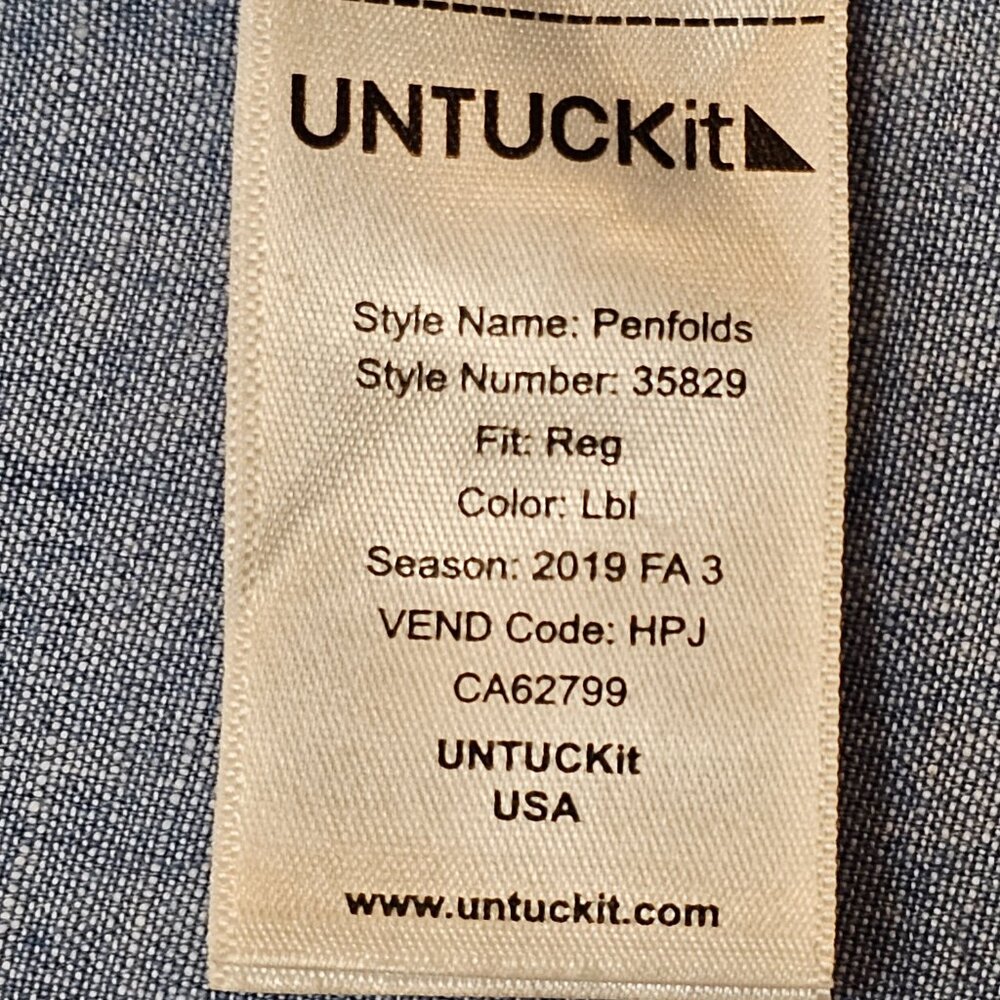 UNTUCKit
Style Name: Penfolds
Style Number: 35829
Fit: Reg
Color: Lbl
Season: 2019 FA 3
VEND Code: HPJ
CA62799
UNTUCKit
USA
www.untuckit.com